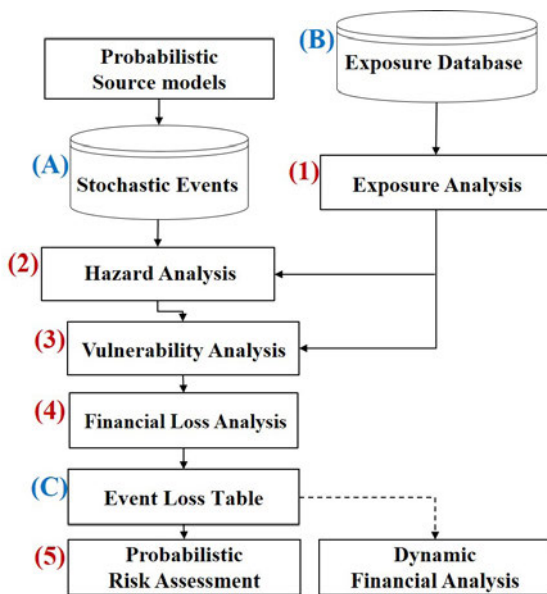 Probabilistic
Source models
(B)
Exposure Database
(A)
Stochastic Events
(1)
Exposure Analysis
(2)
Hazard Analysis
(3)
Vulnerability Analysis
(4)
Financial Loss Analysis
(C)
Event Loss Table
(5)
Probabilistic
Risk Assessment
Dynamic
Financial Analysis